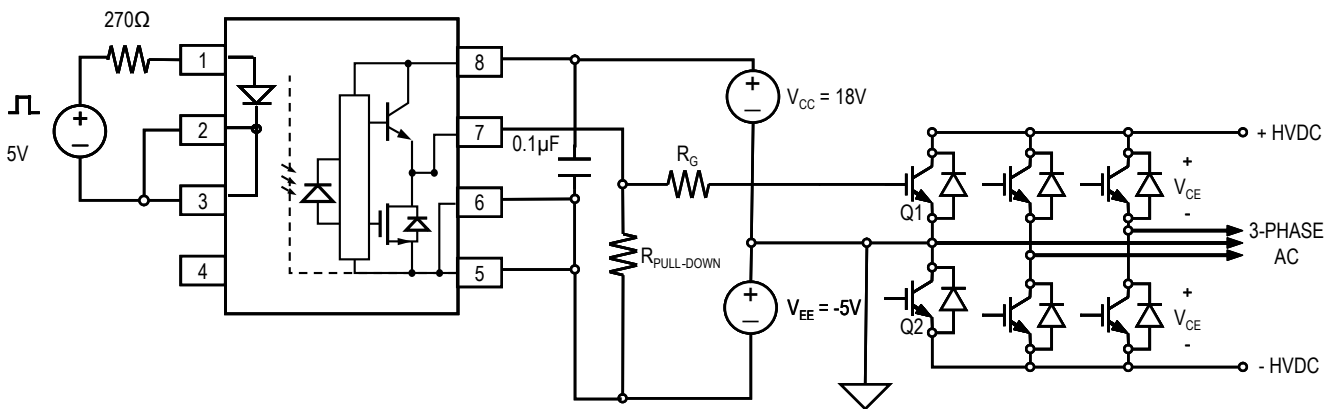 270Ω
5V
+
–
1
2
3
4
8
7
6
5
0.1µF
+
–
V_CC = 18V
R_G
R_PULL-DOWN
+
–
V_EE = -5V
Q1
Q2
+ HVDC
+
V_CE
-
3-PHASE
AC
+
V_CE
-
- HVDC